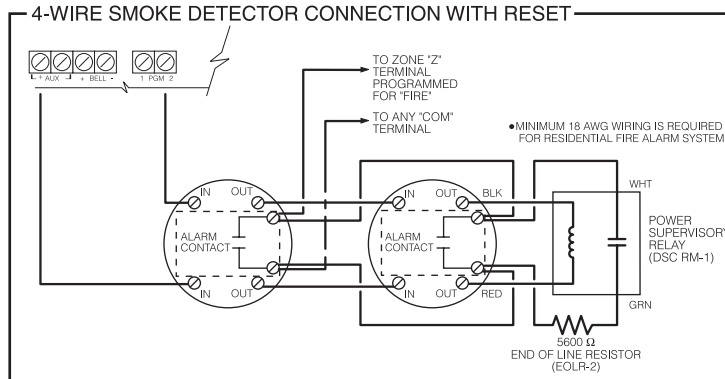 4-WIRE SMOKE DETECTOR CONNECTION WITH RESET
+ AUX - + BELL -
1 PGM 2
TO ZONE "Z"
TERMINAL
PROGRAMMED
FOR "FIRE"
TO ANY "COM"
TERMINAL
•MINIMUM 18 AWG WIRING IS REQUIRED
FOR RESIDENTIAL FIRE ALARM SYSTEM
IN OUT
ALARM
CONTACT
IN OUT
IN OUT
ALARM
CONTACT
IN OUT
BLK
RED
WHT
POWER
SUPERVISORY
RELAY
(DSC RM-1)
GRN
5600 Ω
END OF LINE RESISTOR
(EOLR-2)